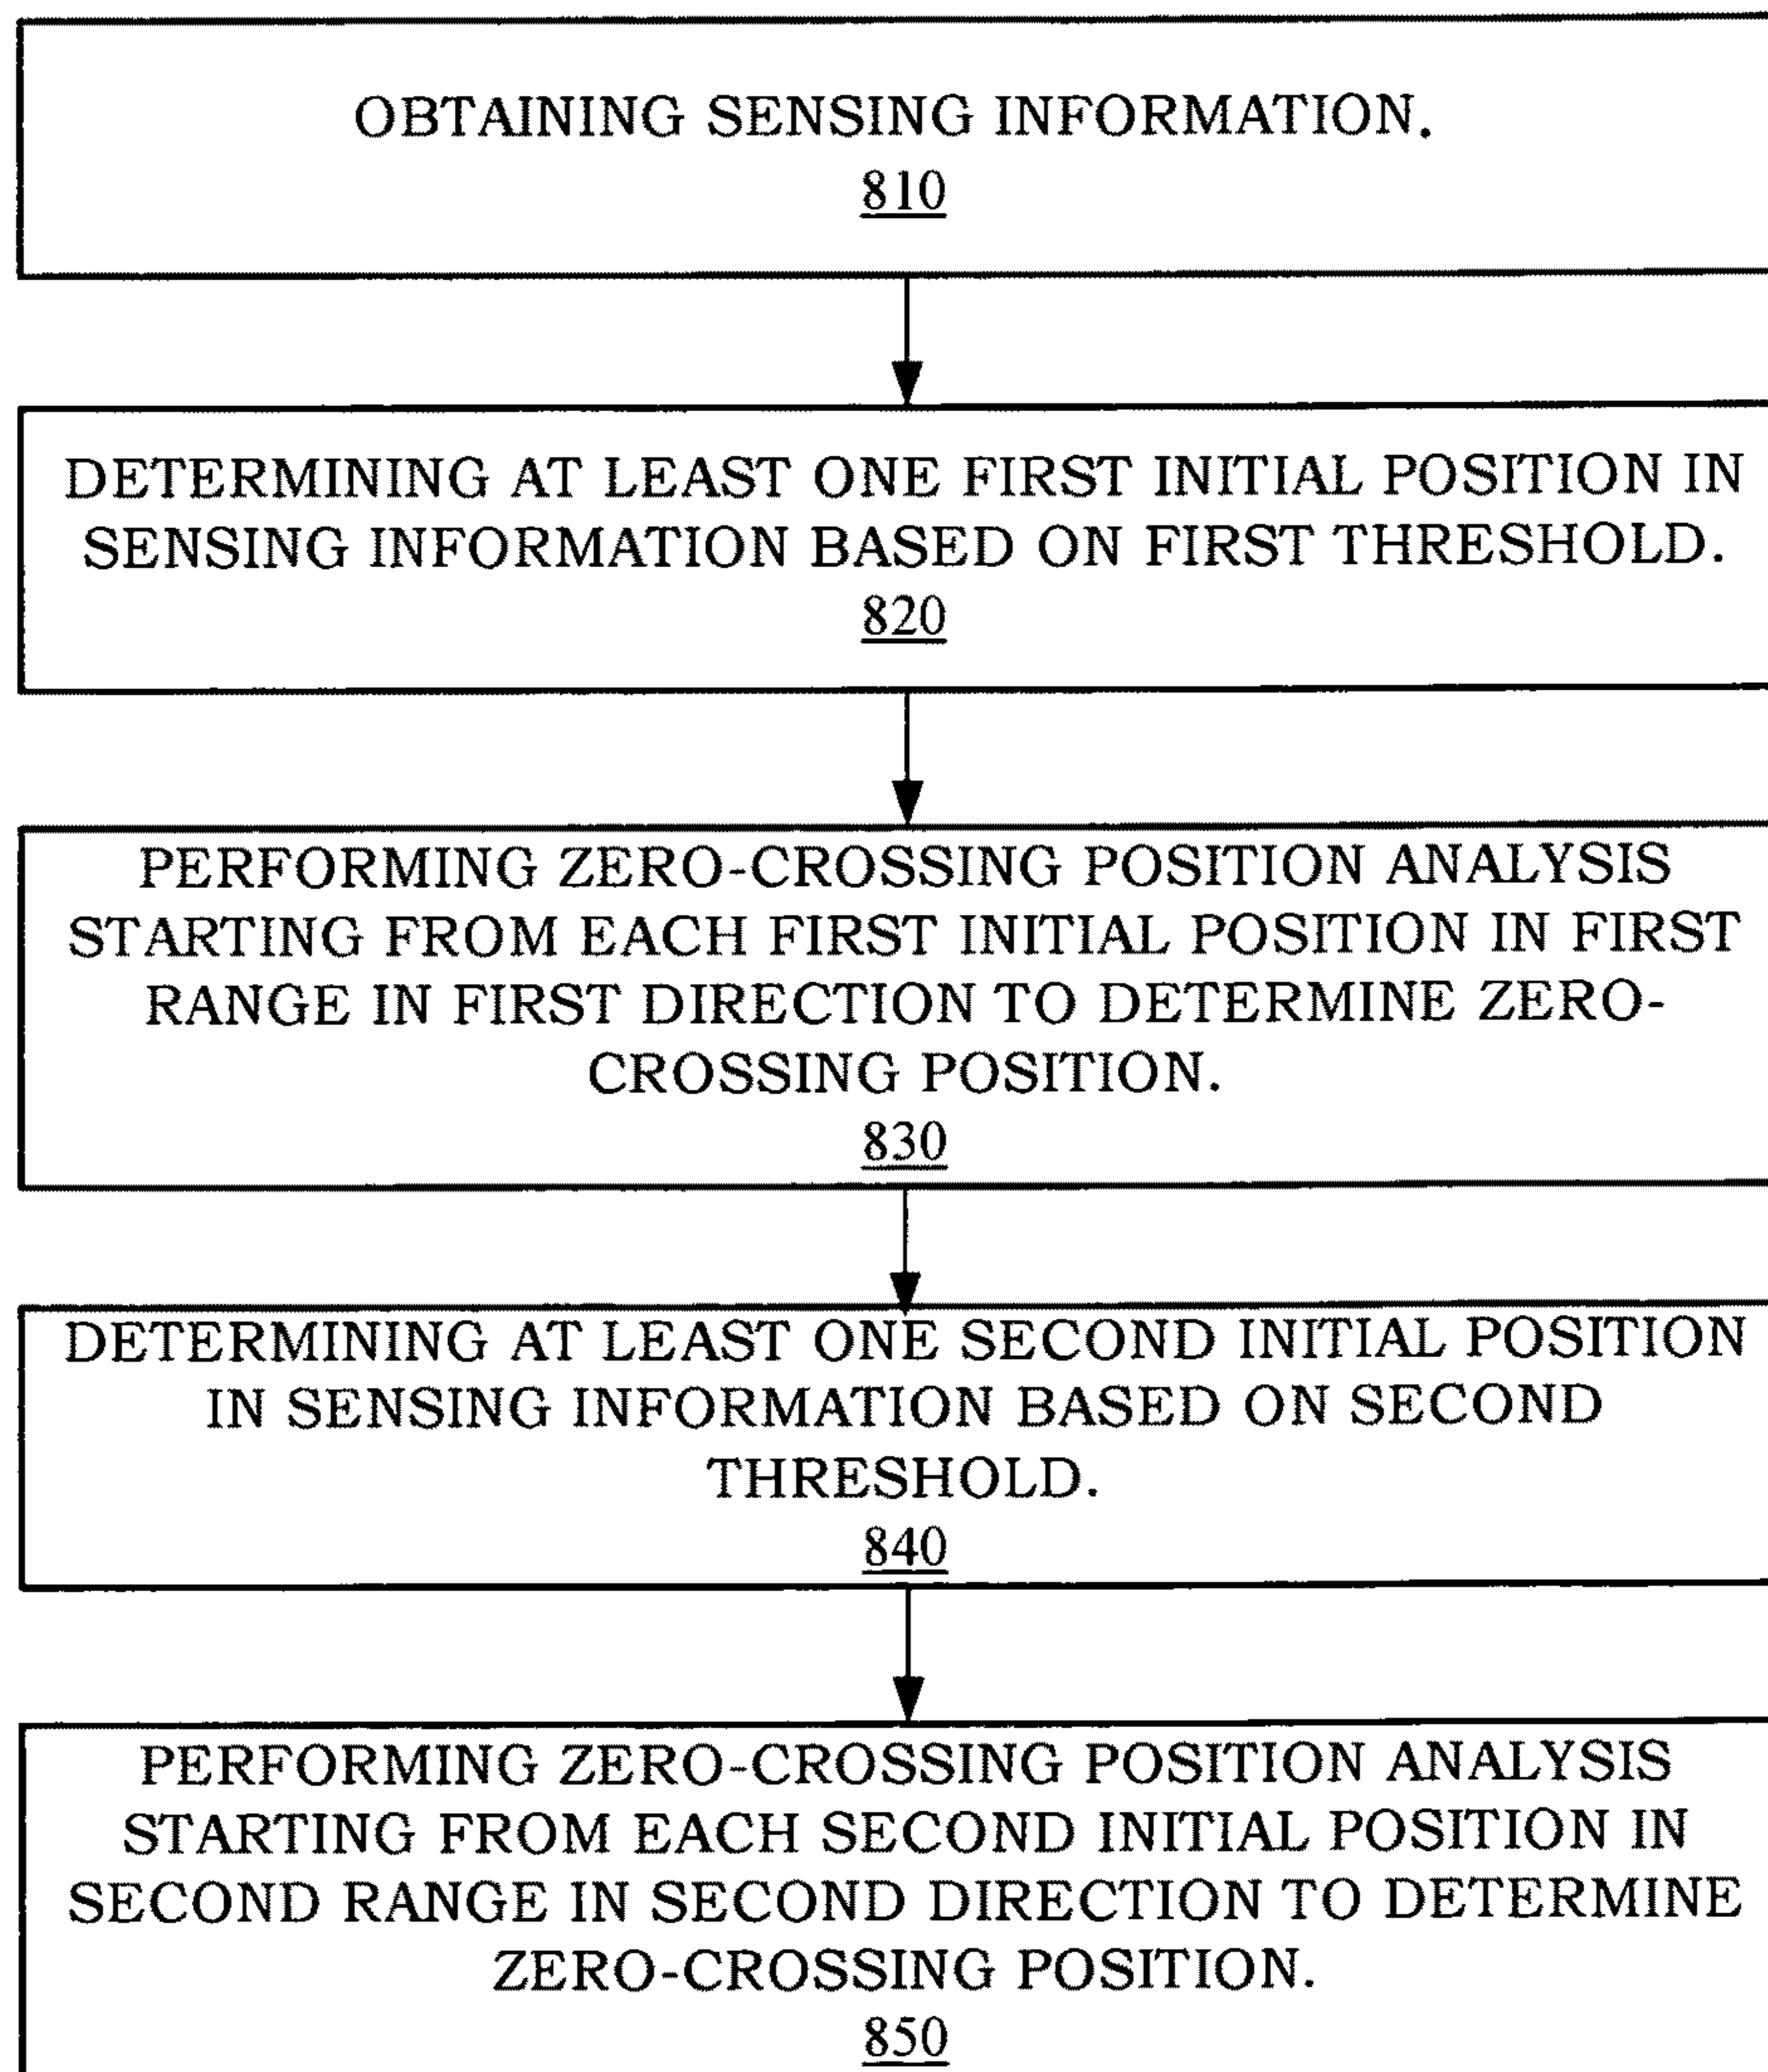 OBTAINING SENSING INFORMATION.
810
DETERMINING AT LEAST ONE FIRST INITIAL POSITION IN
SENSING INFORMATION BASED ON FIRST THRESHOLD.
820
PERFORMING ZERO-CROSSING POSITION ANALYSIS
STARTING FROM EACH FIRST INITIAL POSITION IN FIRST
RANGE IN FIRST DIRECTION TO DETERMINE ZERO-
CROSSING POSITION.
830
DETERMINING AT LEAST ONE SECOND INITIAL POSITION
IN SENSING INFORMATION BASED ON SECOND
THRESHOLD.
840
PERFORMING ZERO-CROSSING POSITION ANALYSIS
STARTING FROM EACH SECOND INITIAL POSITION IN
SECOND RANGE IN SECOND DIRECTION TO DETERMINE
ZERO-CROSSING POSITION.
850